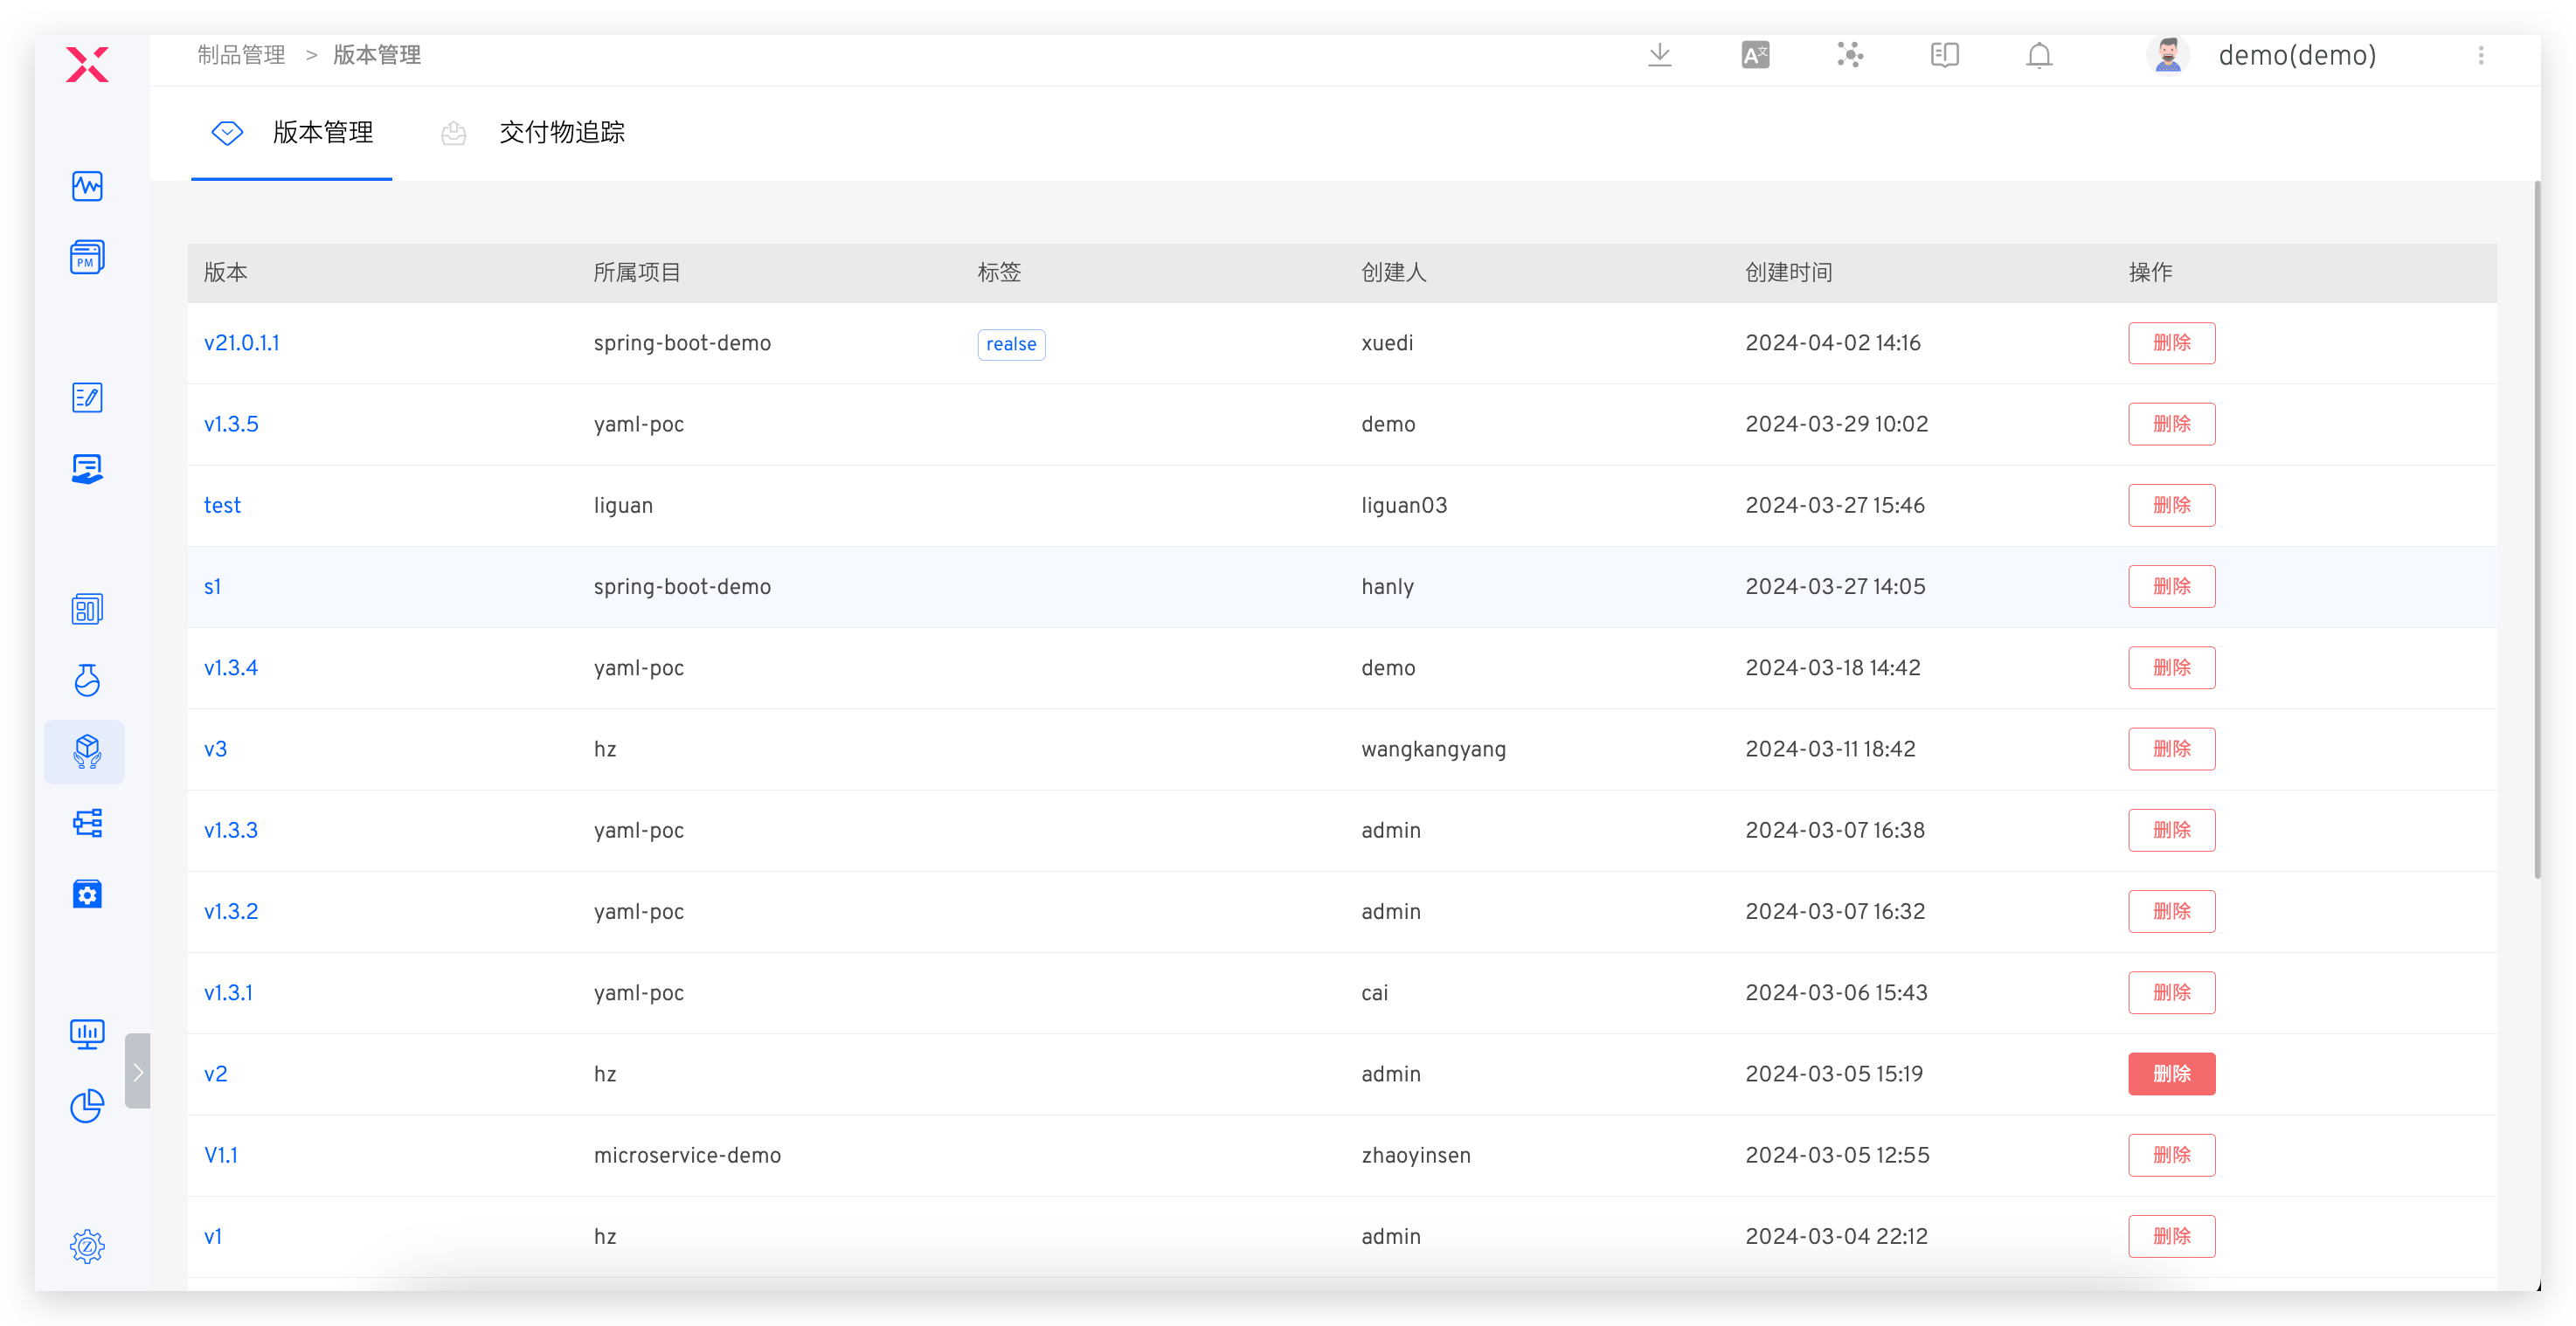 制品管理 > 版本管理
demo(demo)
版本管理 交付物追踪
PM
版本 所属项目 标签 创建人 创建时间 操作
v21.0.1.1 spring-boot-demo realse xuedi 2024-04-02 14:16 删除
v1.3.5 yaml-poc demo 2024-03-29 10:02 删除
test liguan liguan03 2024-03-27 15:46 删除
s1 spring-boot-demo hanly 2024-03-27 14:05 删除
v1.3.4 yaml-poc demo 2024-03-18 14:42 删除
v3 hz wangkangyang 2024-03-11 18:42 删除
v1.3.3 yaml-poc admin 2024-03-07 16:38 删除
v1.3.2 yaml-poc admin 2024-03-07 16:32 删除
v1.3.1 yaml-poc cai 2024-03-06 15:43 删除
v2 hz admin 2024-03-05 15:19 删除
V1.1 microservice-demo zhaoyinsen 2024-03-05 12:55 删除
v1 hz admin 2024-03-04 22:12 删除